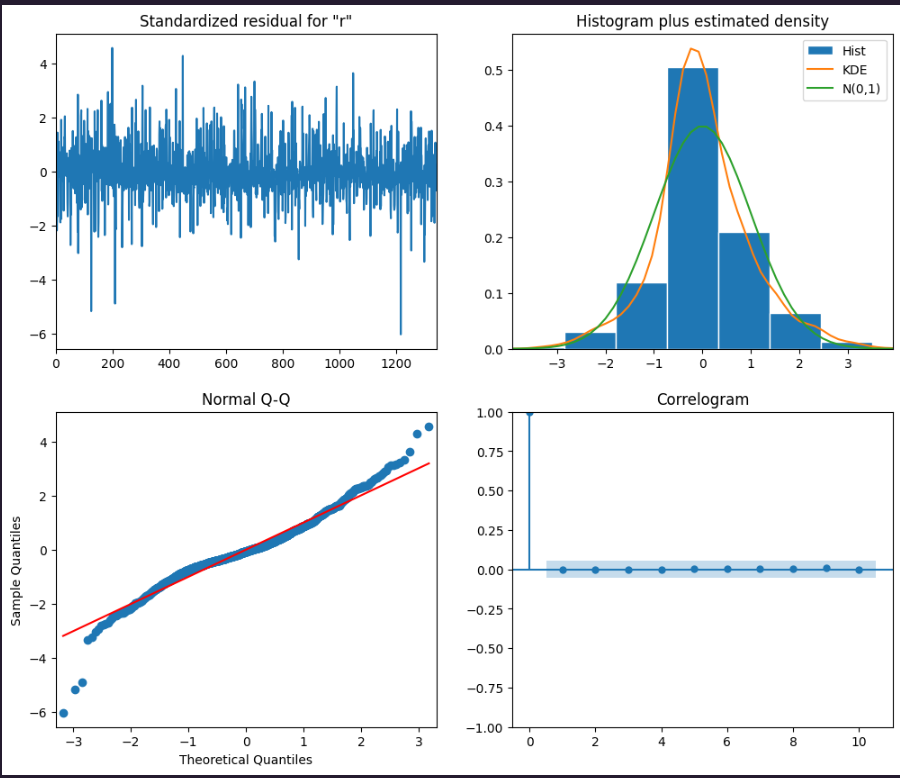 Standardized residual for "r"
4
2
0
−2
−4
−6
0 200 400 600 800 1000 1200
Histogram plus estimated density
Hist
KDE
N(0,1)
0.5
0.4
0.3
0.2
0.1
0.0
−3 −2 −1 0 1 2 3
Normal Q-Q
Sample Quantiles
4
2
0
−2
−4
−6
−3 −2 −1 0 1 2 3
Theoretical Quantiles
Correlogram
1.00
0.75
0.50
0.25
0.00
−0.25
−0.50
−0.75
−1.00
0 2 4 6 8 10